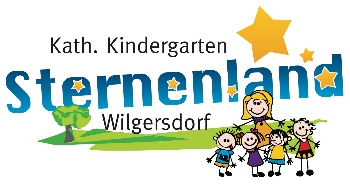 Kath. Kindergarten
Sternenland
Wilgersdorf